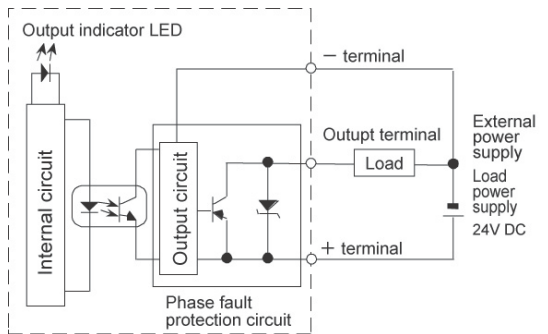 Output indicator LED
− terminal
Outupt terminal
Load
External
power
supply
Load
power
supply
24V DC
+ terminal
Internal circuit
Output circuit
Phase fault
protection circuit